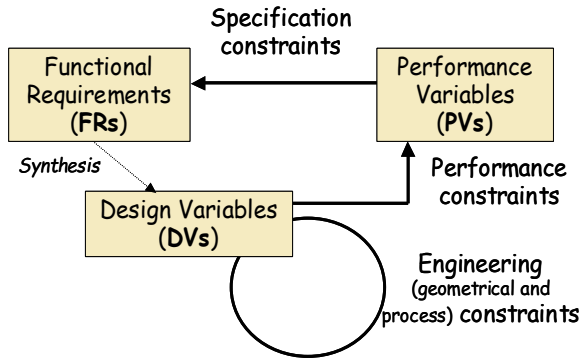 Specification
constraints
Functional
Requirements
(FRs)
Performance
Variables
(PVs)
Synthesis
Performance
constraints
Design Variables
(DVs)
Engineering
(geometrical and
process) constraints